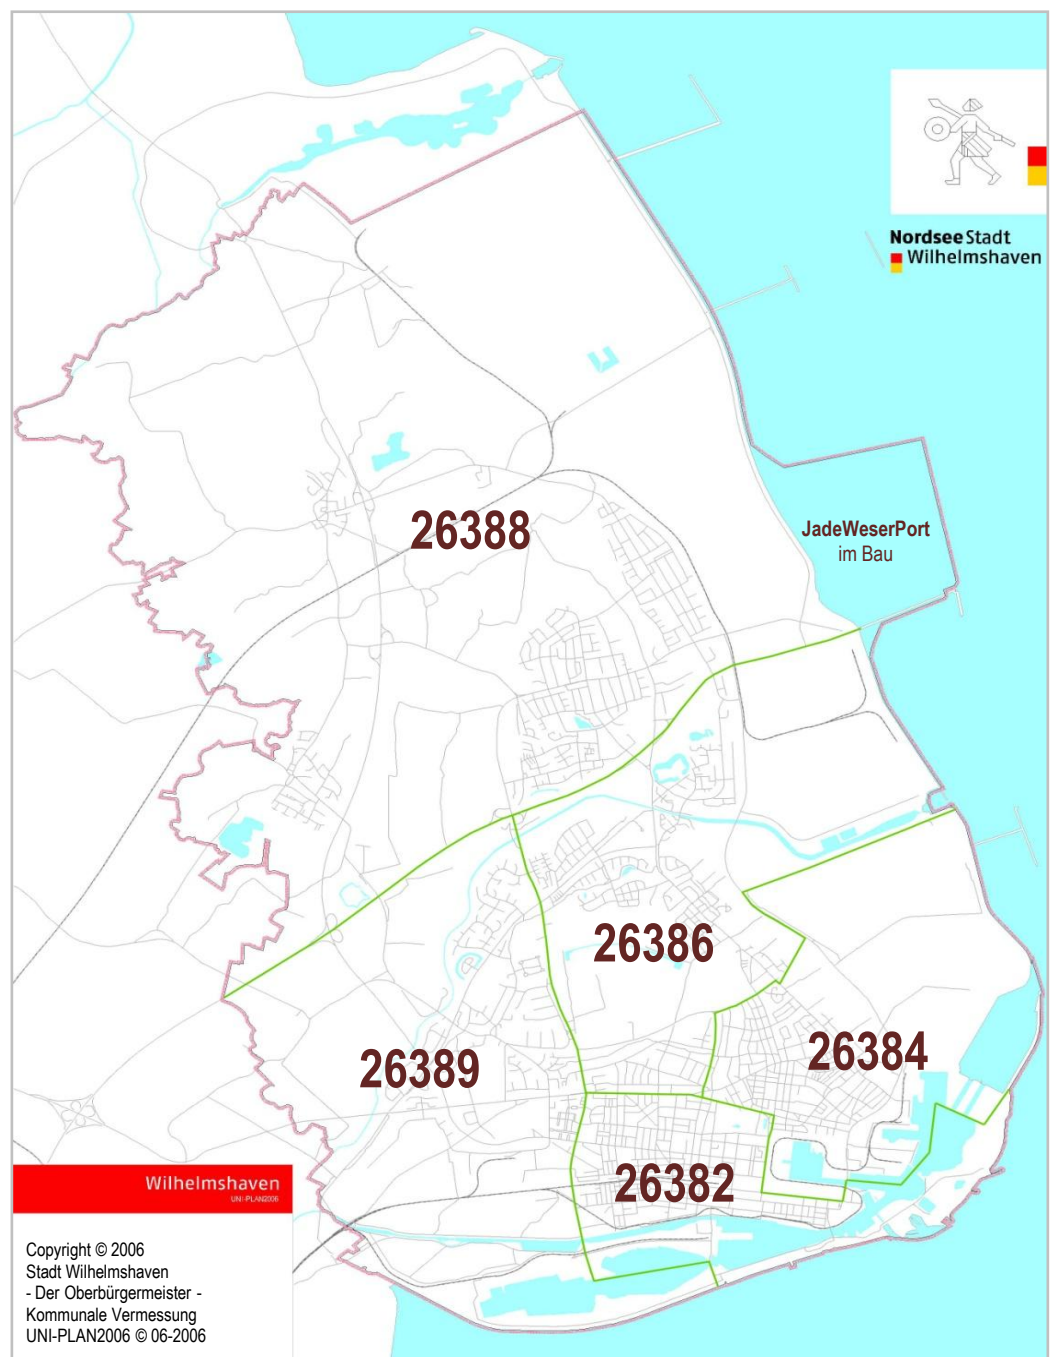 Nordsee Stadt
Wilhelmshaven
26388
JadeWeserPort
im Bau
26386
26384
26389
26382
Wilhelmshaven
UNI-PLAN2006
Copyright © 2006
Stadt Wilhelmshaven
- Der Oberbürgermeister -
Kommunale Vermessung
UNI-PLAN2006 © 06-2006